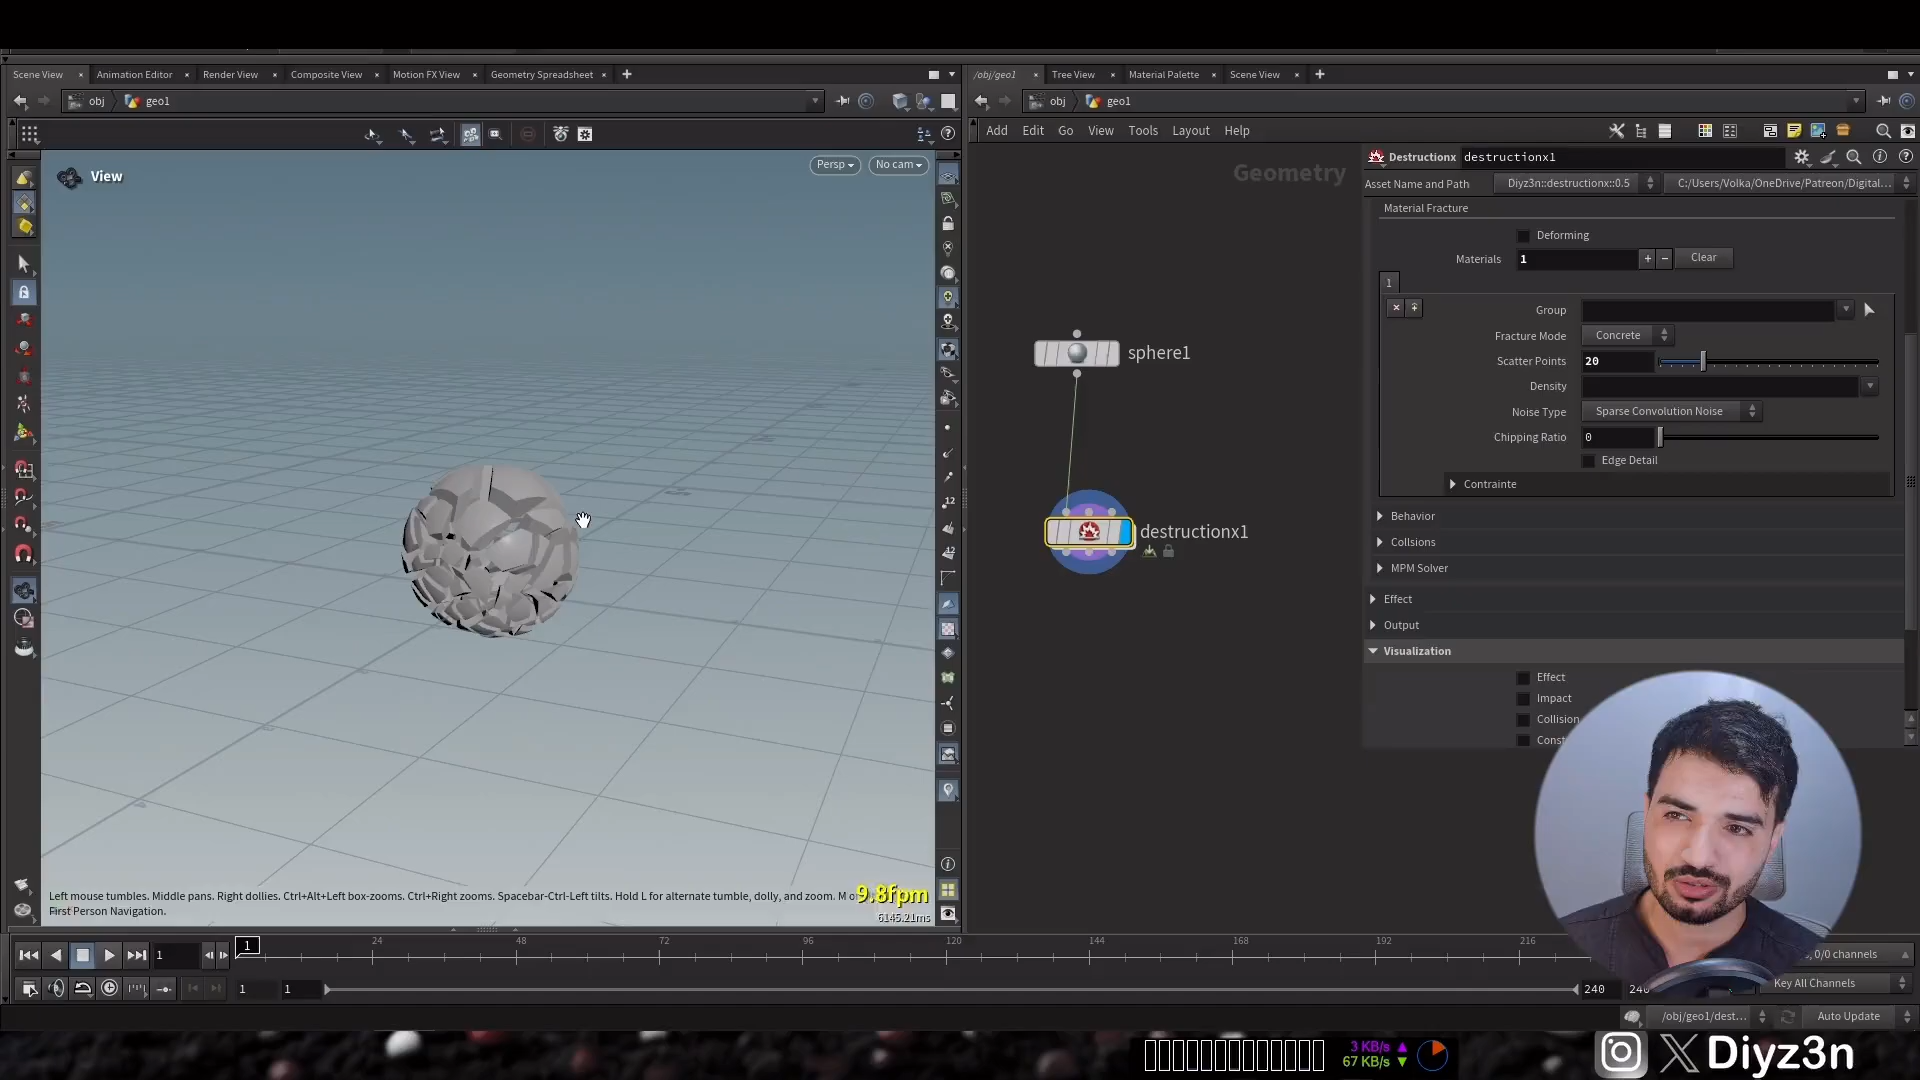 Scene View
Animation Editor
Render View
Composite View
Motion FX View
Geometry Spreadsheet
/obj/geo1
Tree View
Material Palette
Scene View
obj
geo1
obj
geo1
Add
Edit
Go
View
Tools
Layout
Help
View
Persp
No cam
Geometry
Destructionx
destructionx1
Asset Name and Path
Diyz3n::destructionx::0.5
C:/Users/Volka/OneDrive/Patreon/Digital...
Material Fracture
Deforming
Materials
1
Clear
1
Group
Fracture Mode
Concrete
Scatter Points
20
Density
Noise Type
Sparse Convolution Noise
Chipping Ratio
0
Edge Detail
Contrainte
Behavior
Collsions
MPM Solver
Effect
Output
Visualization
Effect
Impact
Collision
Const
sphere1
destructionx1
12
12
Left mouse tumbles. Middle pans. Right dollies. Ctrl+Alt+Left box-zooms. Ctrl+Right zooms. Spacebar-Ctrl-Left tilts. Hold L for alternate tumble, dolly, and zoom. M
First Person Navigation.
9.8fpm
6145.21ms
1
1
24
48
72
96
120
144
168
192
216
, 0/0 channels
1
1
240
Key All Channels
/obj/geo1/dest...
Auto Update
3 KB/s
67 KB/s
Diyz3n